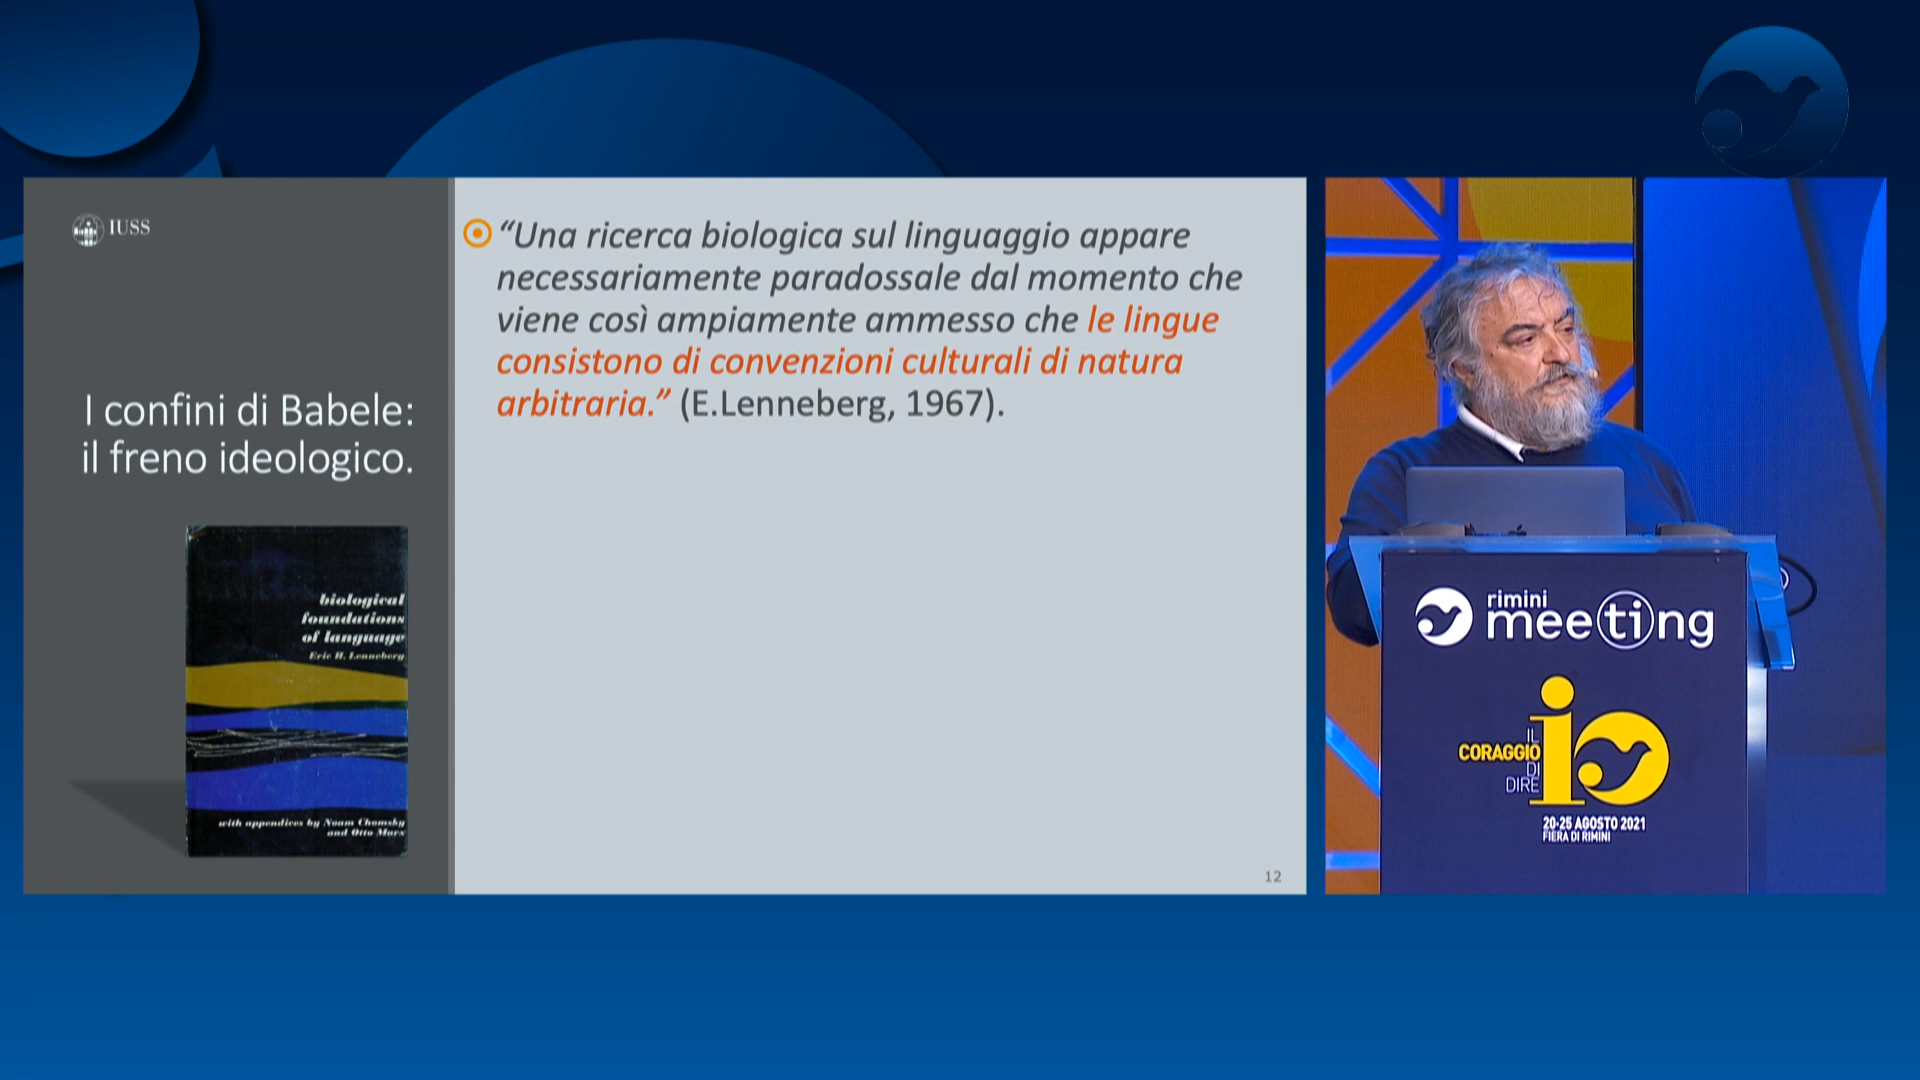 IUSS
I confini di Babele:
il freno ideologico.
biological
foundations
of language
Eric H. Lenneberg
with appendices by Noam Chomsky
and Otto Marx
“Una ricerca biologica sul linguaggio appare
necessariamente paradossale dal momento che
viene così ampiamente ammesso che le lingue
consistono di convenzioni culturali di natura
arbitraria.” (E.Lenneberg, 1967).
12
rimini
meeting
IL
CORAGGIO
DI
DIRE
io
20-25 AGOSTO 2021
FIERA DI RIMINI